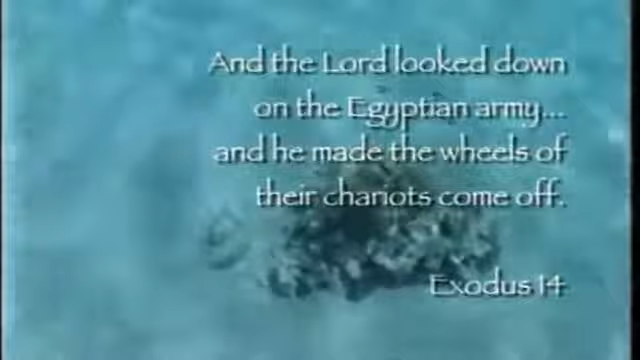 And the Lord looked down
on the Egyptian army...
and he made the wheels of
their chariots come off.
Exodus 14